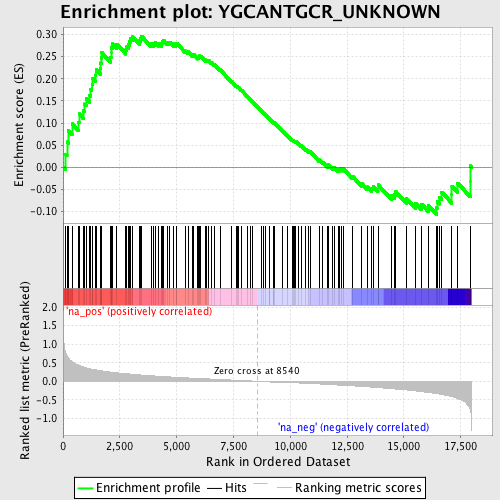 Enrichment plot: YGCANTGCR_UNKNOWN
Enrichment score (ES)
0.30
0.25
0.20
0.15
0.10
0.05
0.00
-0.05
-0.10
'na_pos' (positively correlated)
Ranked list metric (PreRanked)
2.0
1.5
1.0
0.5
0.0
-0.5
-1.0
Zero cross at 8540
'na_neg' (negatively correlated)
0
2,500
5,000
7,500
10,000
12,500
15,000
17,500
Rank in Ordered Dataset
Enrichment profile
Hits
Ranking metric scores